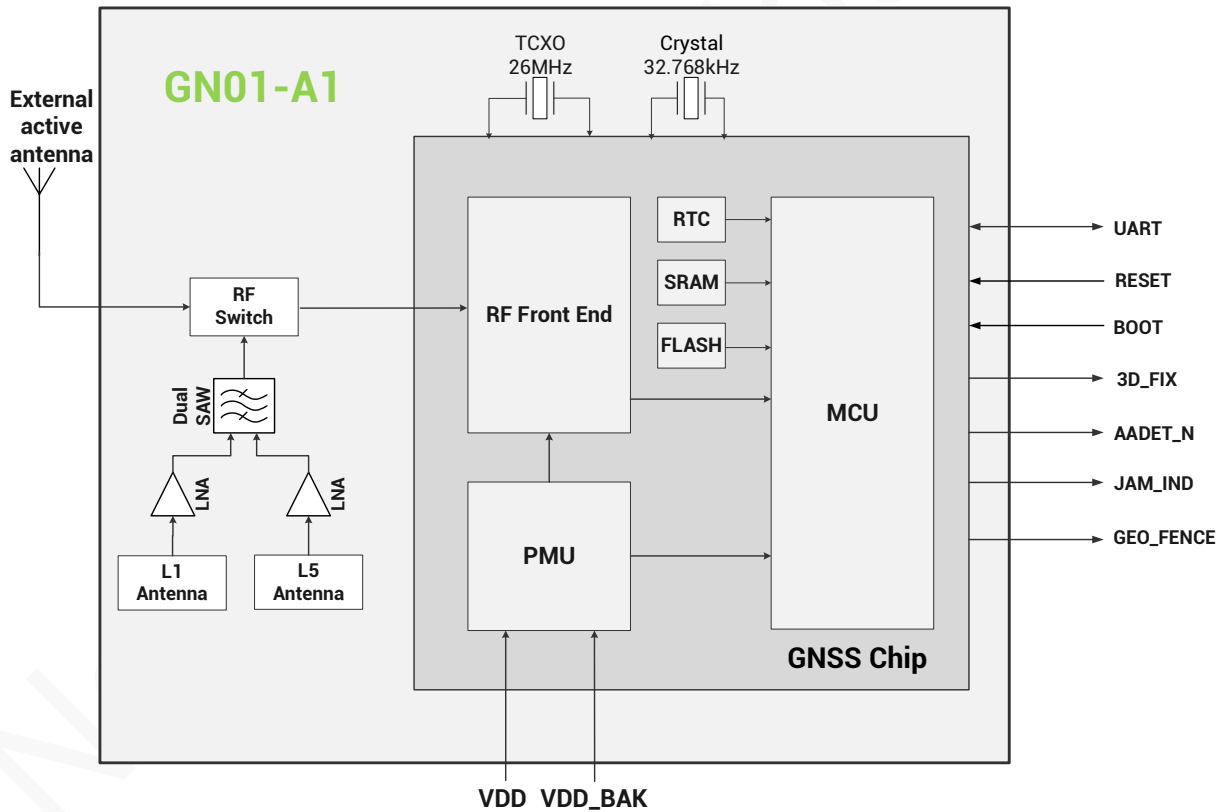 TCXO
26MHz
Crystal
32.768kHz
GN01-A1
External
active
antenna
RTC
UART
SRAM
RESET
RF
Switch
RF Front End
BOOT
FLASH
3D_FIX
Dual
SAW
MCU
AADET_N
LNA
LNA
JAM_IND
PMU
GEO_FENCE
L1
Antenna
L5
Antenna
GNSS Chip
VDD
VDD_BAK